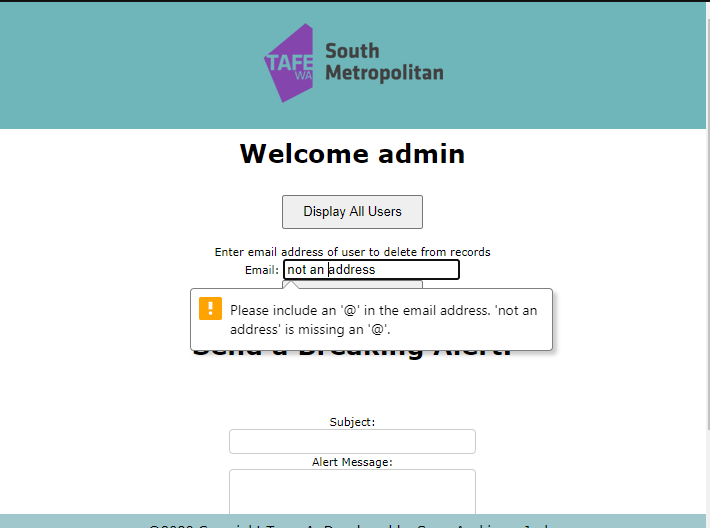 TAFE
WA
South
Metropolitan
Welcome admin
Display All Users
Enter email address of user to delete from records
Email: not an address
Please include an '@' in the email address. 'not an
address' is missing an '@'.
Send a Breaking Alert!
Subject:
Alert Message: